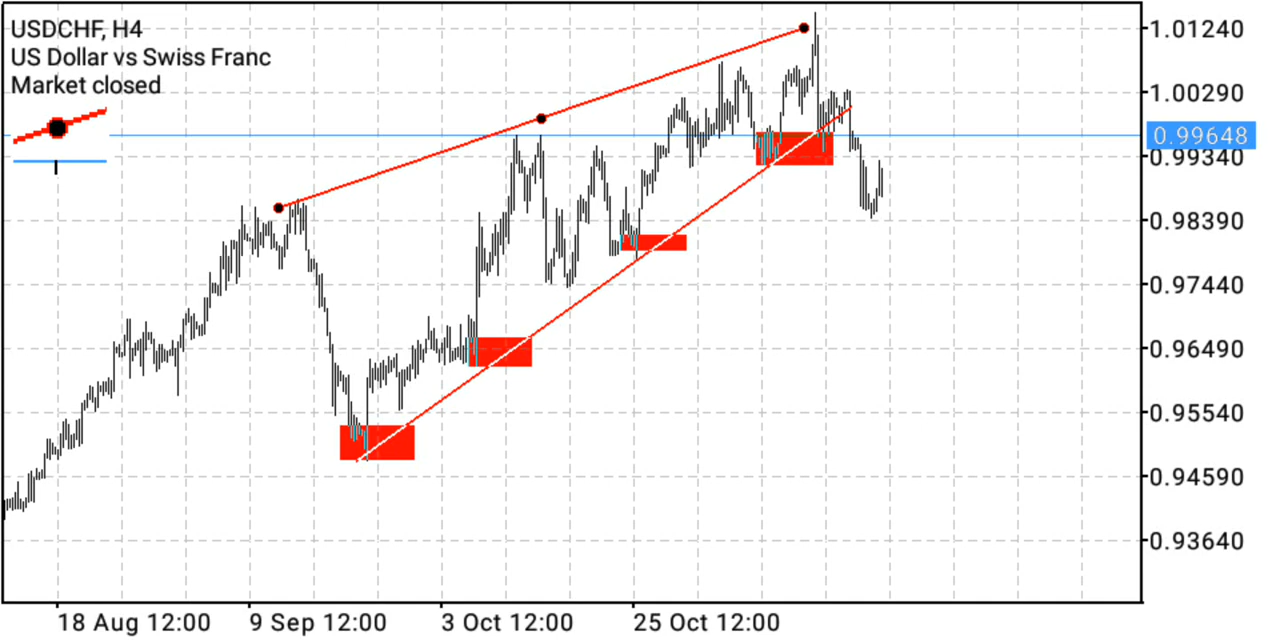 USDCHF, H4
US Dollar vs Swiss Franc
Market closed
1.01240
1.00290
0.99648
0.99340
0.98390
0.97440
0.96490
0.95540
0.94590
0.93640
18 Aug 12:00 9 Sep 12:00 3 Oct 12:00 25 Oct 12:00